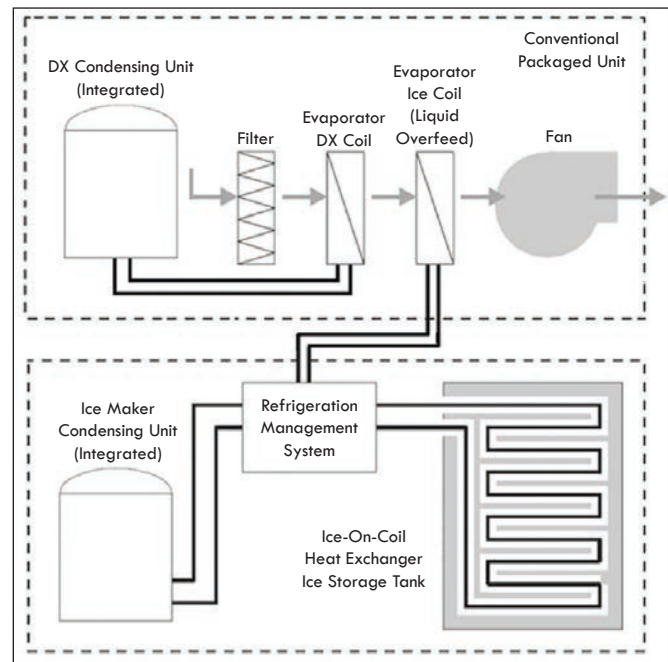 Conventional
Packaged Unit
DX Condensing Unit
(Integrated)
Filter
Evaporator
DX Coil
Evaporator
Ice Coil
(Liquid
Overfeed)
Fan
Ice Maker
Condensing Unit
(Integrated)
Refrigeration
Management
System
Ice-On-Coil
Heat Exchanger
Ice Storage Tank